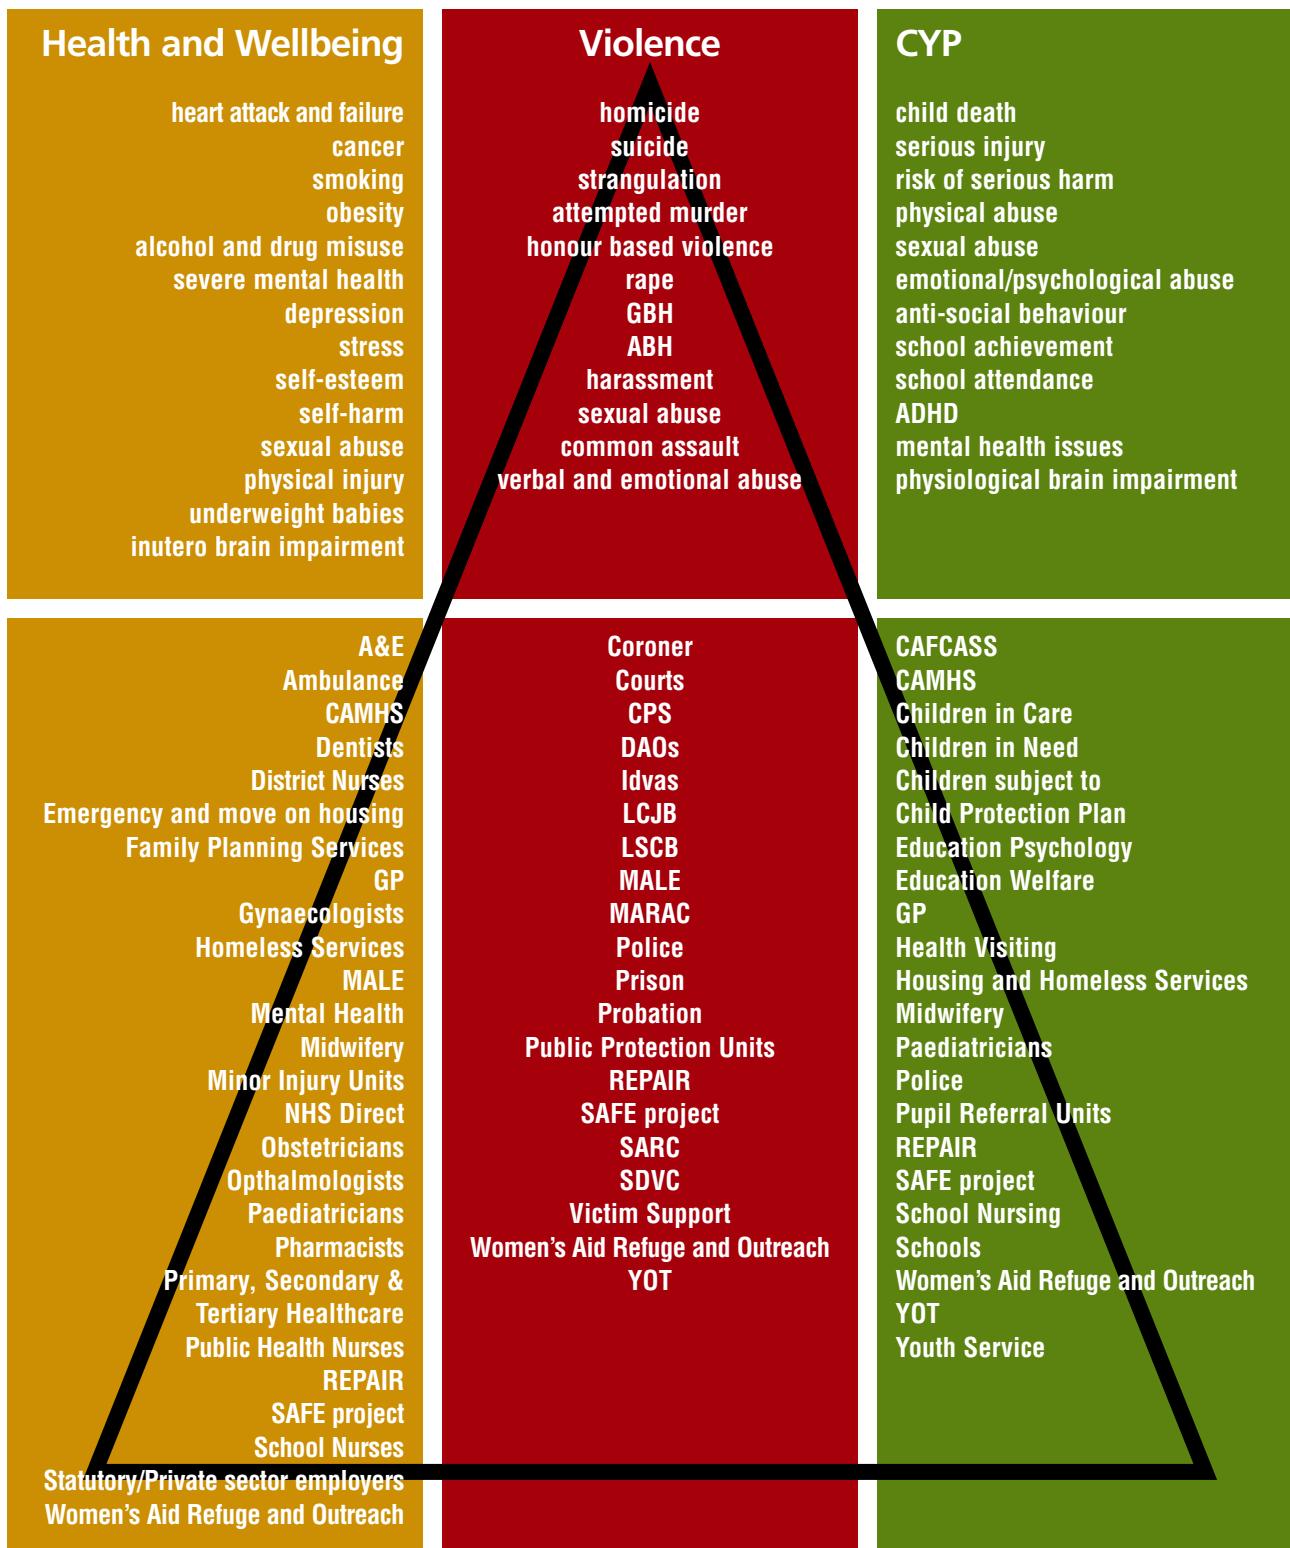 Health and Wellbeing
heart attack and failure
cancer
smoking
obesity
alcohol and drug misuse
severe mental health
depression
stress
self-esteem
self-harm
sexual abuse
physical injury
underweight babies
inutero brain impairment
Violence
homicide
suicide
strangulation
attempted murder
honour based violence
rape
GBH
ABH
harassment
sexual abuse
common assault
verbal and emotional abuse
CYP
child death
serious injury
risk of serious harm
physical abuse
sexual abuse
emotional/psychological abuse
anti-social behaviour
school achievement
school attendance
ADHD
mental health issues
physiological brain impairment
A&E
Ambulance
CAMHS
Dentists
District Nurses
Emergency and move on housing
Family Planning Services
GP
Gynaecologists
Homeless Services
MALE
Mental Health
Midwifery
Minor Injury Units
NHS Direct
Obstetricians
Opthalmologists
Paediatricians
Pharmacists
Primary, Secondary &
Tertiary Healthcare
Public Health Nurses
REPAIR
SAFE project
School Nurses
Statutory/Private sector employers
Women’s Aid Refuge and Outreach
Coroner
Courts
CPS
DAOs
Idvas
LCJB
LSCB
MALE
MARAC
Police
Prison
Probation
Public Protection Units
REPAIR
SAFE project
SARC
SDVC
Victim Support
Women’s Aid Refuge and Outreach
YOT
CAFCASS
CAMHS
Children in Care
Children in Need
Children subject to
Child Protection Plan
Education Psychology
Education Welfare
GP
Health Visiting
Housing and Homeless Services
Midwifery
Paediatricians
Police
Pupil Referral Units
REPAIR
SAFE project
School Nursing
Schools
Women’s Aid Refuge and Outreach
YOT
Youth Service